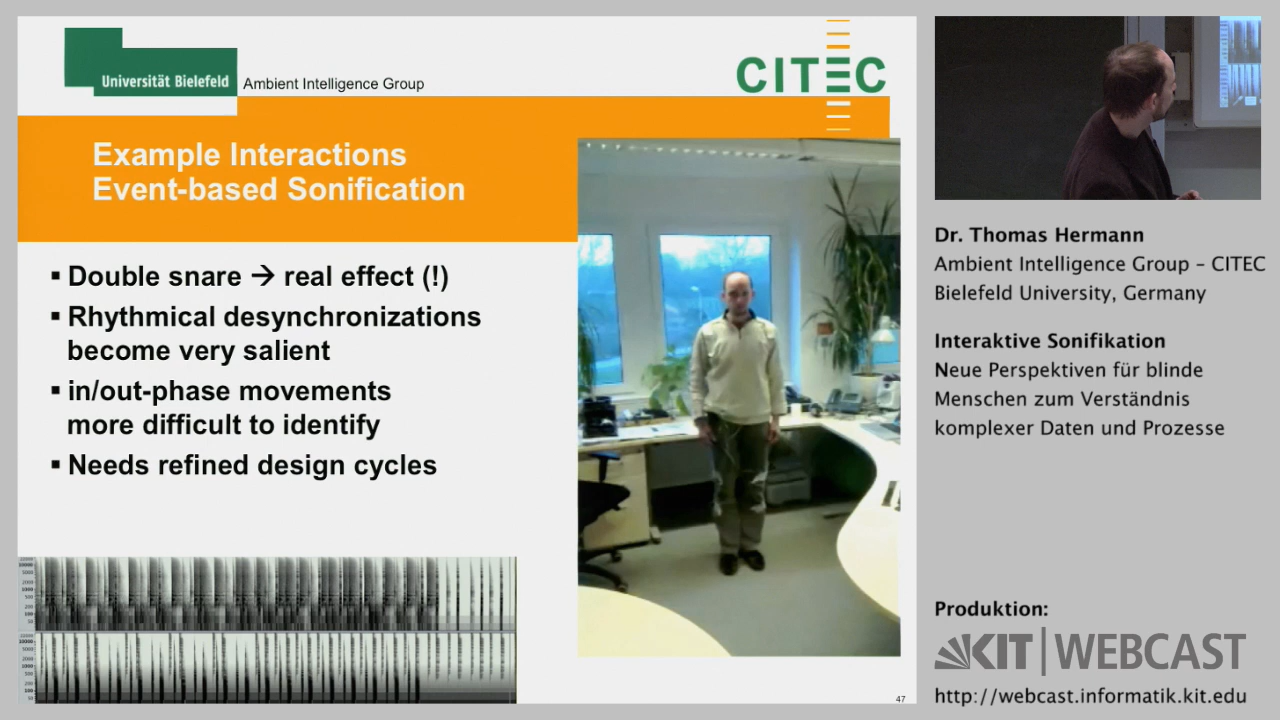 Universität Bielefeld
Ambient Intelligence Group
CITEC
Example Interactions
Event-based Sonification
▪ Double snare → real effect (!)
▪ Rhythmical desynchronizations
become very salient
▪ in/out-phase movements
more difficult to identify
▪ Needs refined design cycles
47
Dr. Thomas Hermann
Ambient Intelligence Group – CITEC
Bielefeld University, Germany
Interaktive Sonifikation
Neue Perspektiven für blinde
Menschen zum Verständnis
komplexer Daten und Prozesse
Produktion:
KIT WEBCAST
http://webcast.informatik.kit.edu